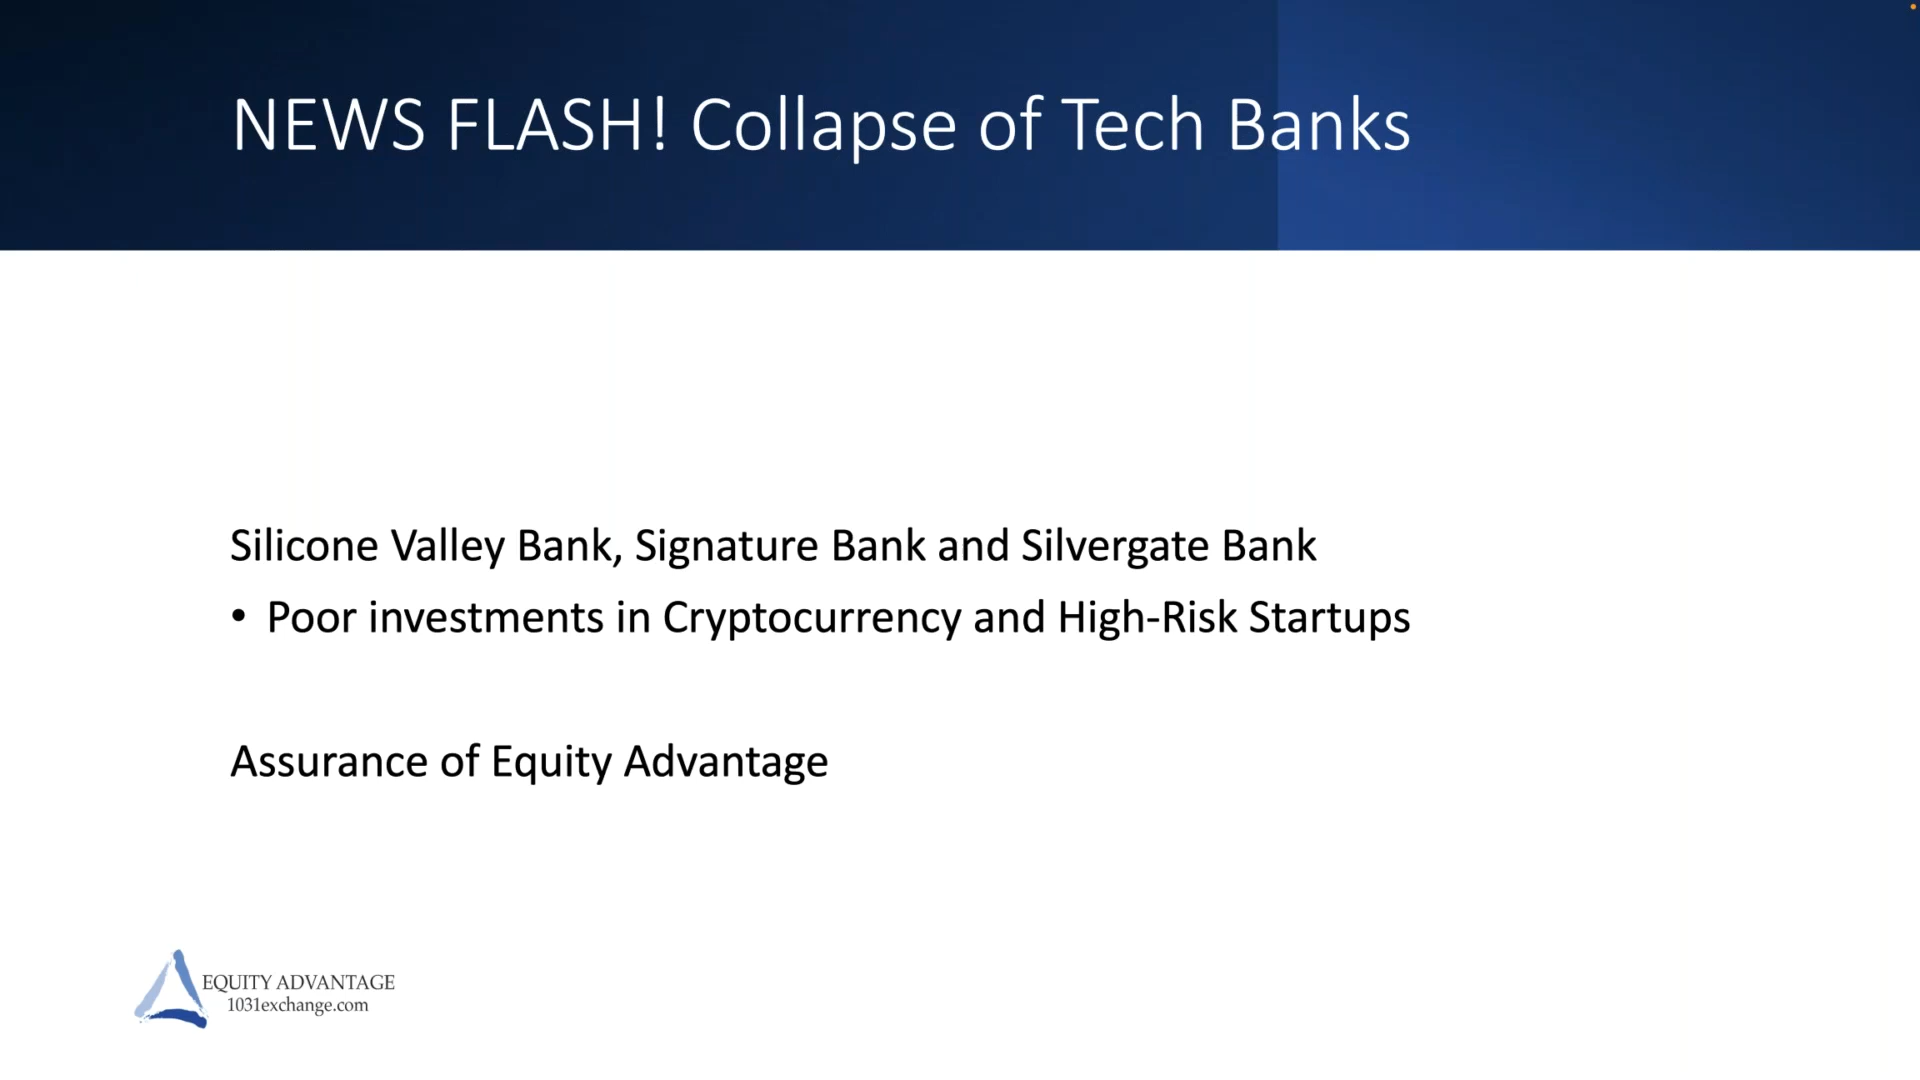 NEWS FLASH! Collapse of Tech Banks
Silicone Valley Bank, Signature Bank and Silvergate Bank
• Poor investments in Cryptocurrency and High-Risk Startups
Assurance of Equity Advantage
EQUITY ADVANTAGE
1031exchange.com